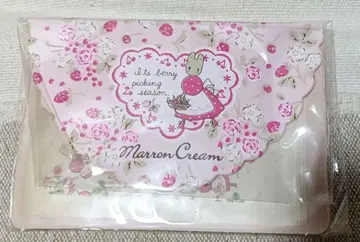 it's berry
picking
season
Marron Cream